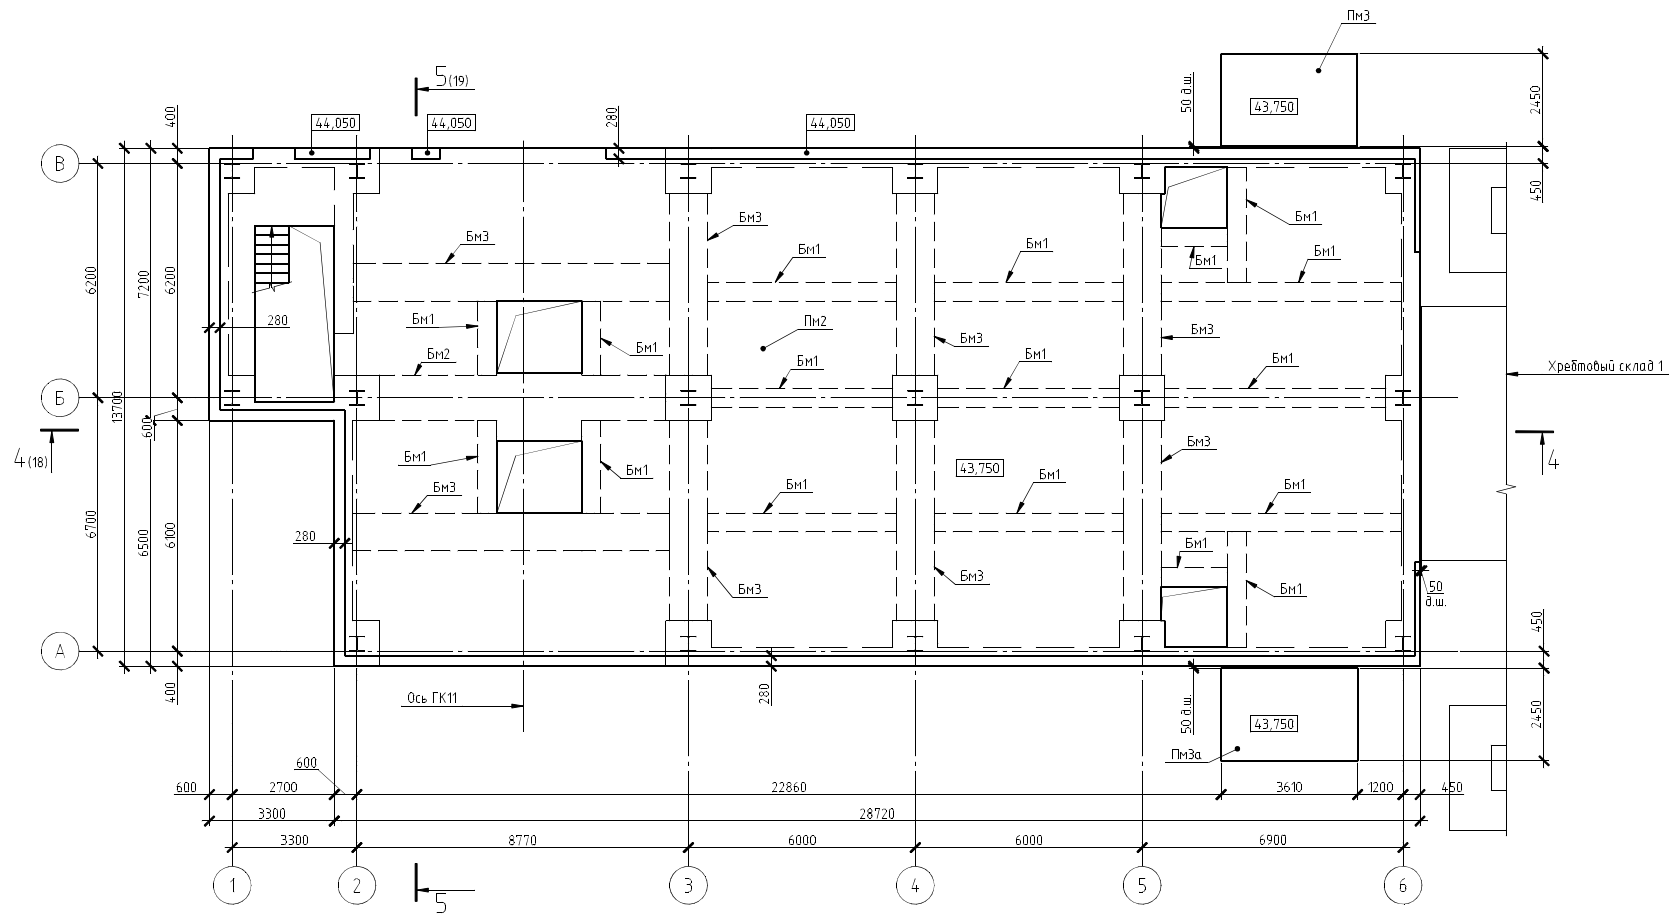 Пм3
5(19)
50 д.ш.
43,750
2450
400
44,050
44,050
280
44,050
В
450
Бм3
Бм1
Бм3
Бм1
Бм1
Бм1
Бм1
6200
7200
6200
280
Бм1
Пм2
Бм3
Бм3
Бм1
Бм2
Бм1
Бм1
Бм1
Хребтовый склад 1
Б
13700
600
4(18)
Бм1
Бм1
43,750
Бм3
4
Бм3
Бм1
Бм1
Бм1
6700
6500
6100
280
Бм1
Бм3
Бм3
Бм1
50
д.ш.
А
450
400
Ось ГК11
280
50 д.ш.
43,750
2450
Пм3а
600
600
2700
22860
3610
1200
450
3300
28720
3300
8770
6000
6000
6900
1
2
5
3
4
5
6